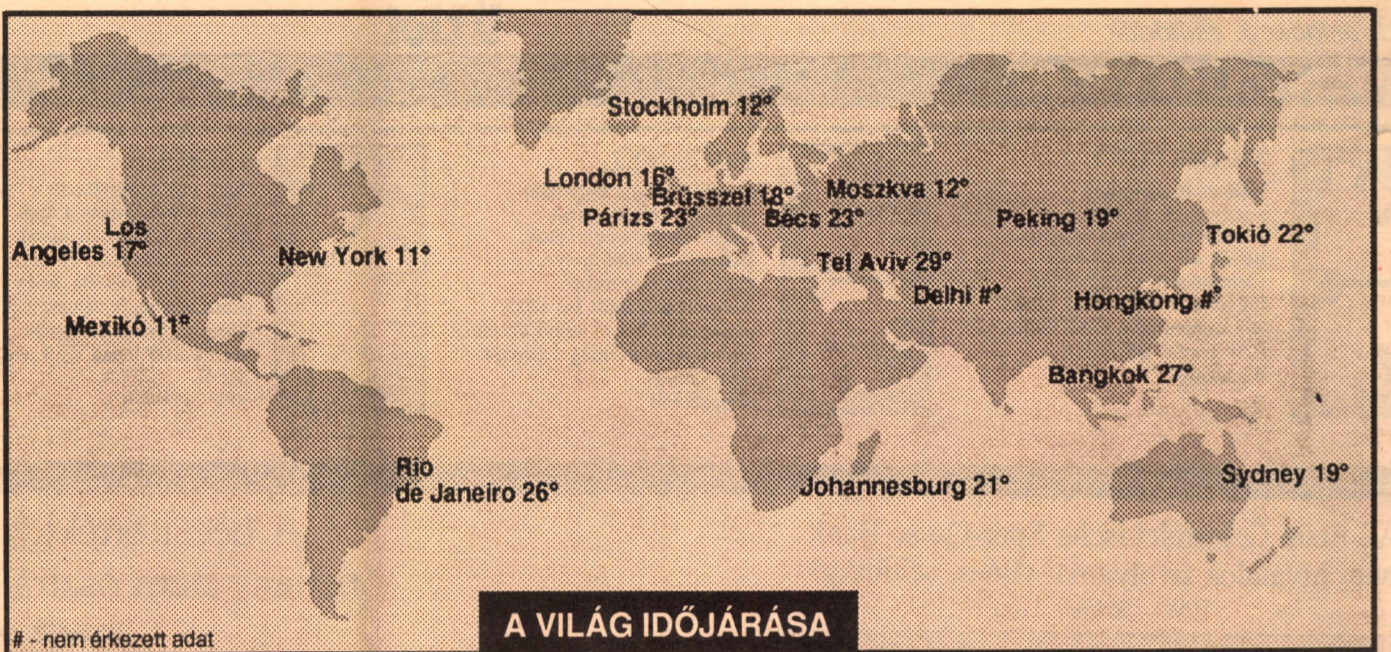 Stockholm 12°
London 16°
Brüsszel 18°
Moszkva 12°
Párizs 23°
Bécs 23°
Peking 19°
Los
Angeles 17°
New York 11°
Tokió 22°
Tel Aviv 29°
Delhi #°
Hongkong #°
Mexikó 11°
Bangkok 27°
Rio
de Janeiro 26°
Johannesburg 21°
Sydney 19°
A VILÁG IDŐJÁRÁSA
# - nem érkezett adat